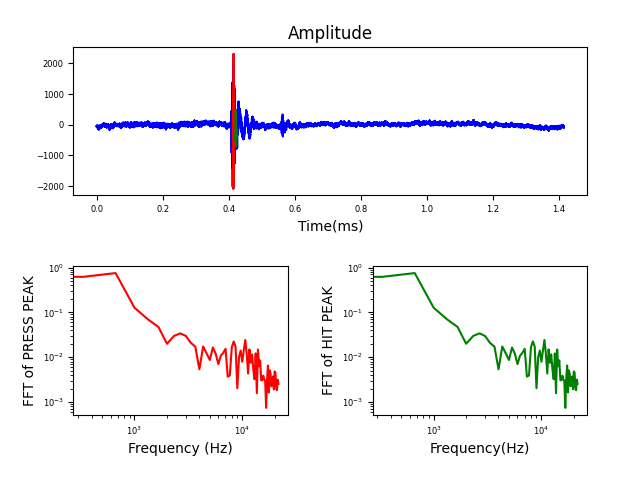 Amplitude
2000
1000
0
−1000
−2000
0.0 0.2 0.4 0.6 0.8 1.0 1.2 1.4
Time(ms)
FFT of PRESS PEAK
10⁰
10⁻¹
10⁻²
10⁻³
10³ 10⁴
Frequency (Hz)
FFT of HIT PEAK
10⁰
10⁻¹
10⁻²
10⁻³
10³ 10⁴
Frequency(Hz)